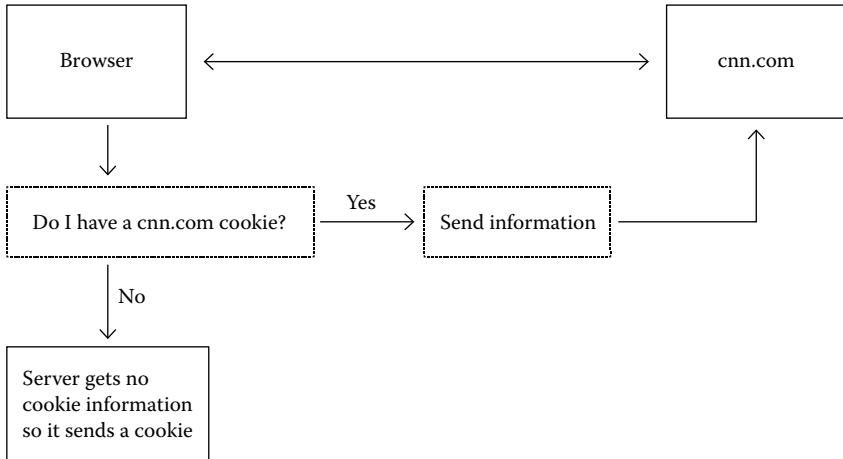 Browser
cnn.com
Do I have a cnn.com cookie?
Yes
Send information
No
Server gets no
cookie information
so it sends a cookie